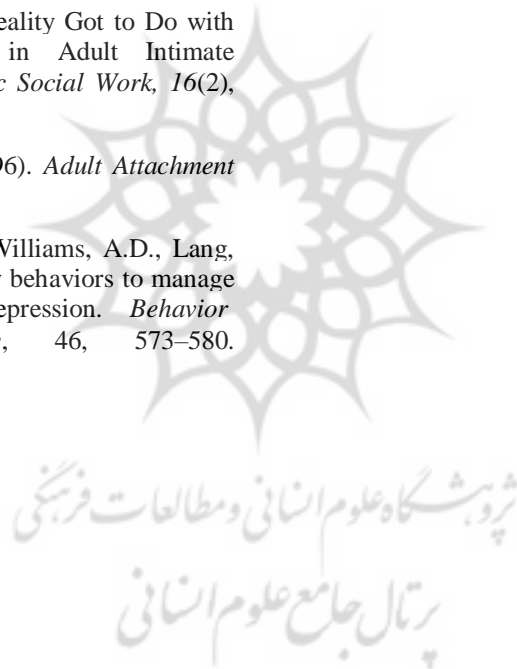 eality Got to Do with
in Adult Intimate
c Social Work, 16(2),
96). Adult Attachment
Williams, A.D., Lang,
behaviors to manage
epression. Behavior
46, 573–580.
پژوهشگاه علوم انسانی و مطالعات فرهنگی
پرتال جامع علوم انسانی